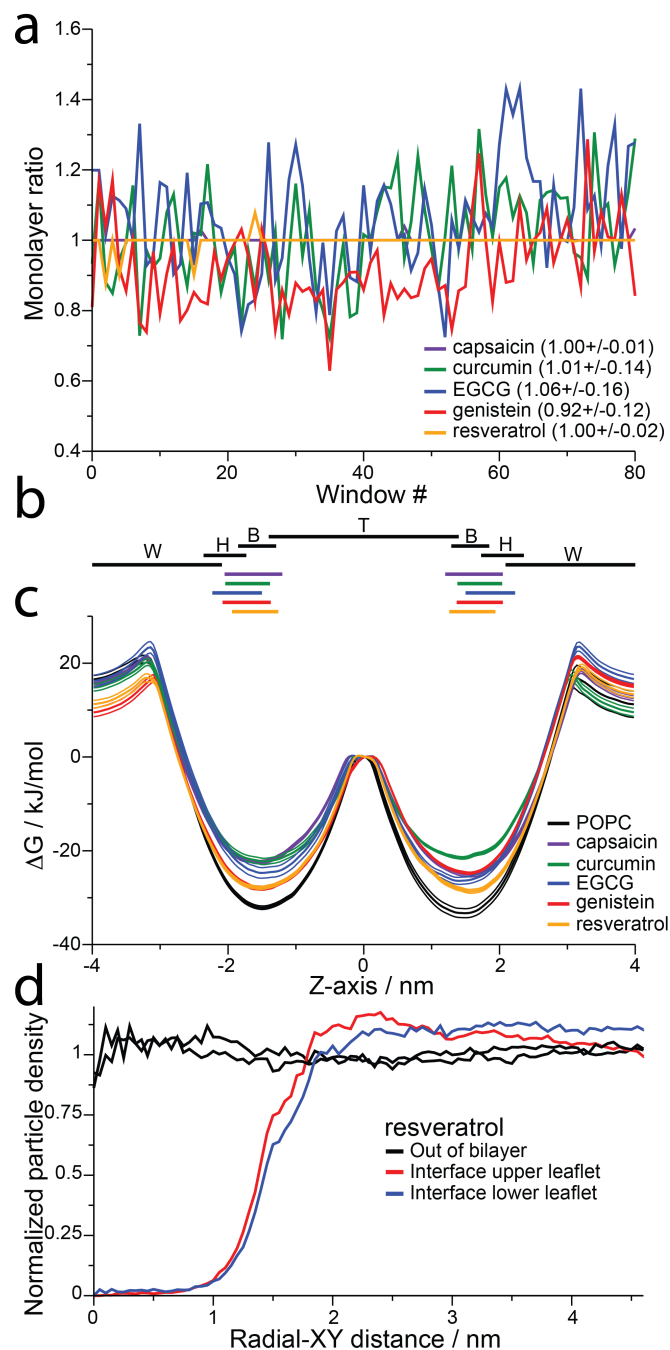 a
1.6
1.4
1.2
1
0.8
0.6
0.4
Monolayer ratio
capsaicin (1.00+/-0.01)
curcumin (1.01+/-0.14)
EGCG (1.06+/-0.16)
genistein (0.92+/-0.12)
resveratrol (1.00+/-0.02)
0 20 40 60 80
Window #
b
W H B T B H W
c
20
0
-20
-40
ΔG / kJ/mol
POPC
capsaicin
curcumin
EGCG
genistein
resveratrol
-4 -2 0 2 4
Z-axis / nm
d
1
0.75
0.5
0.25
0
Normalized particle density
resveratrol
Out of bilayer
Interface upper leaflet
Interface lower leaflet
0 1 2 3 4
Radial-XY distance / nm